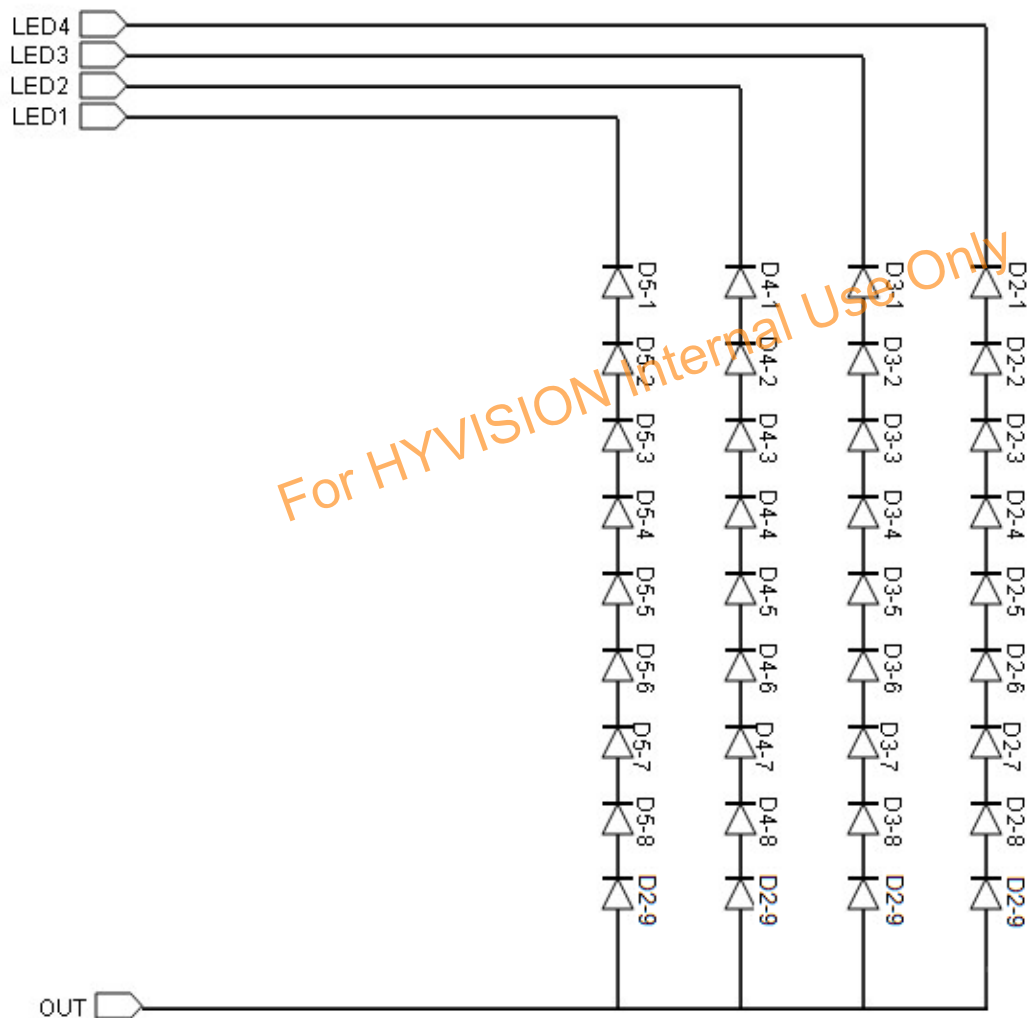 LED4
LED3
LED2
LED1
D5-1
D4-1
D3-1
D2-1
D5-2
D4-2
D3-2
D2-2
D5-3
D4-3
D3-3
D2-3
D5-4
D4-4
D3-4
D2-4
D5-5
D4-5
D3-5
D2-5
D5-6
D4-6
D3-6
D2-6
D5-7
D4-7
D3-7
D2-7
D5-8
D4-8
D3-8
D2-8
D2-9
D2-9
D2-9
D2-9
OUT
For HYVISION Internal Use Only